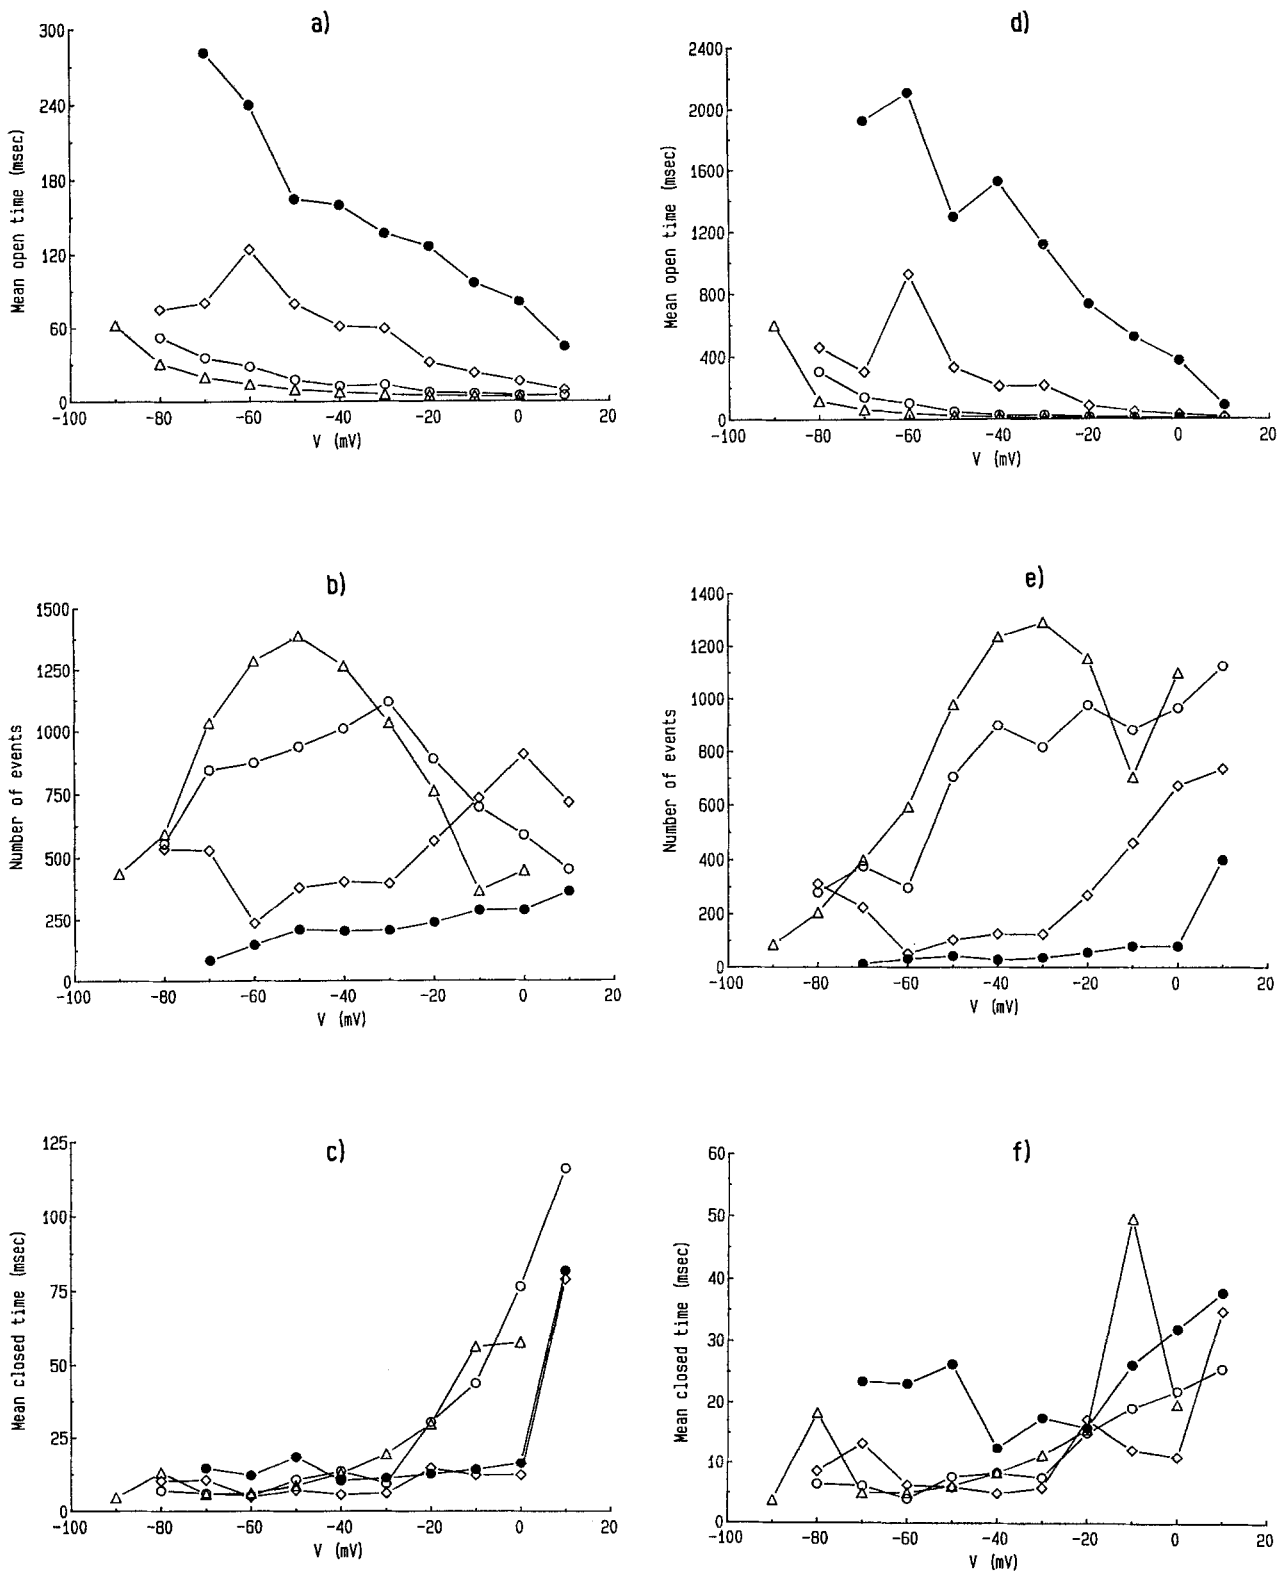 a)
300
240
180
120
60
0
Mean open time (msec)
-100 -80 -60 -40 -20 0 20
V (mV)
d)
2400
2000
1600
1200
800
400
0
Mean open time (msec)
-100 -80 -60 -40 -20 0 20
V (mV)
b)
1500
1250
1000
750
500
250
0
Number of events
-100 -80 -60 -40 -20 0 20
V (mV)
e)
1400
1200
1000
800
600
400
200
0
Number of events
-100 -80 -60 -40 -20 0 20
V (mV)
c)
125
100
75
50
25
0
Mean closed time (msec)
-100 -80 -60 -40 -20 0 20
V (mV)
f)
60
50
40
30
20
10
0
Mean closed time (msec)
-100 -80 -60 -40 -20 0 20
V (mV)